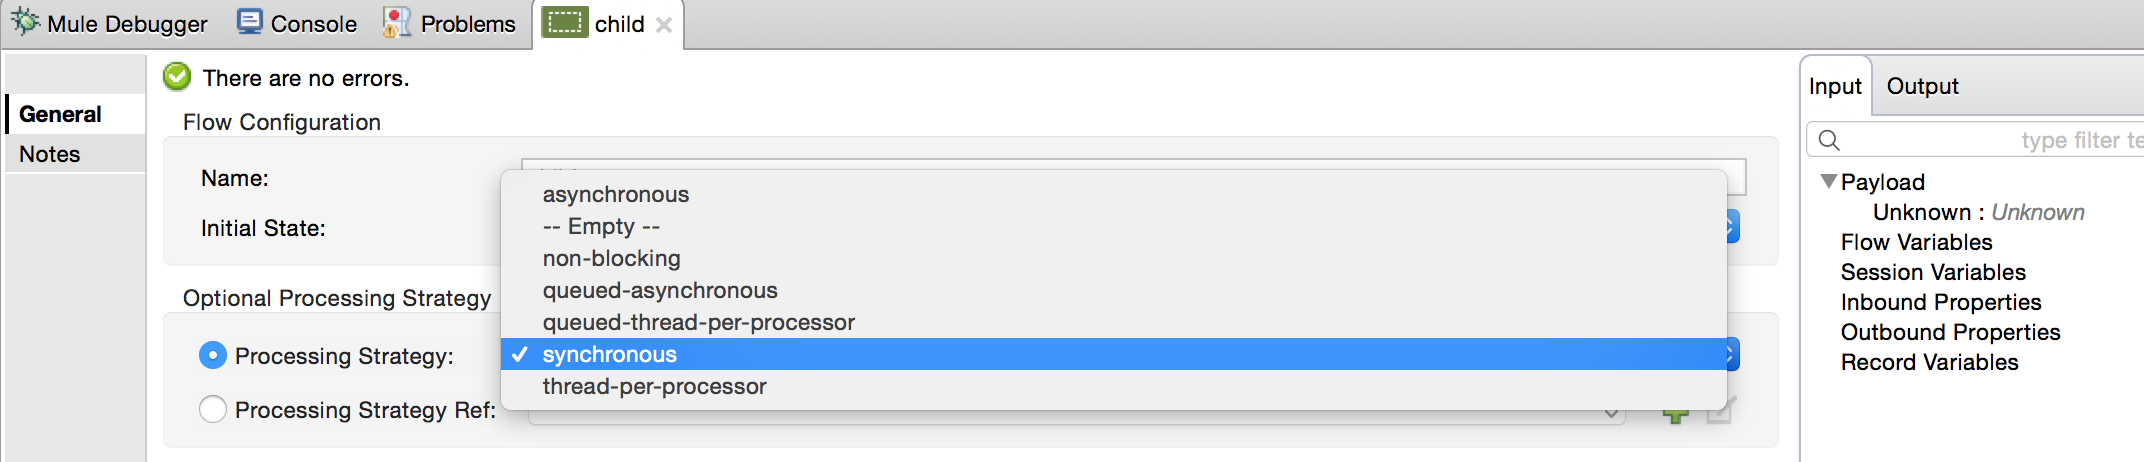 Mule Debugger Console Problems child
There are no errors.
General
Notes
Flow Configuration
Name:
Initial State:
asynchronous
-- Empty --
non-blocking
queued-asynchronous
queued-thread-per-processor
synchronous
thread-per-processor
Optional Processing Strategy
Processing Strategy:
Processing Strategy Ref:
Input Output
type filter te
Payload
Unknown : Unknown
Flow Variables
Session Variables
Inbound Properties
Outbound Properties
Record Variables